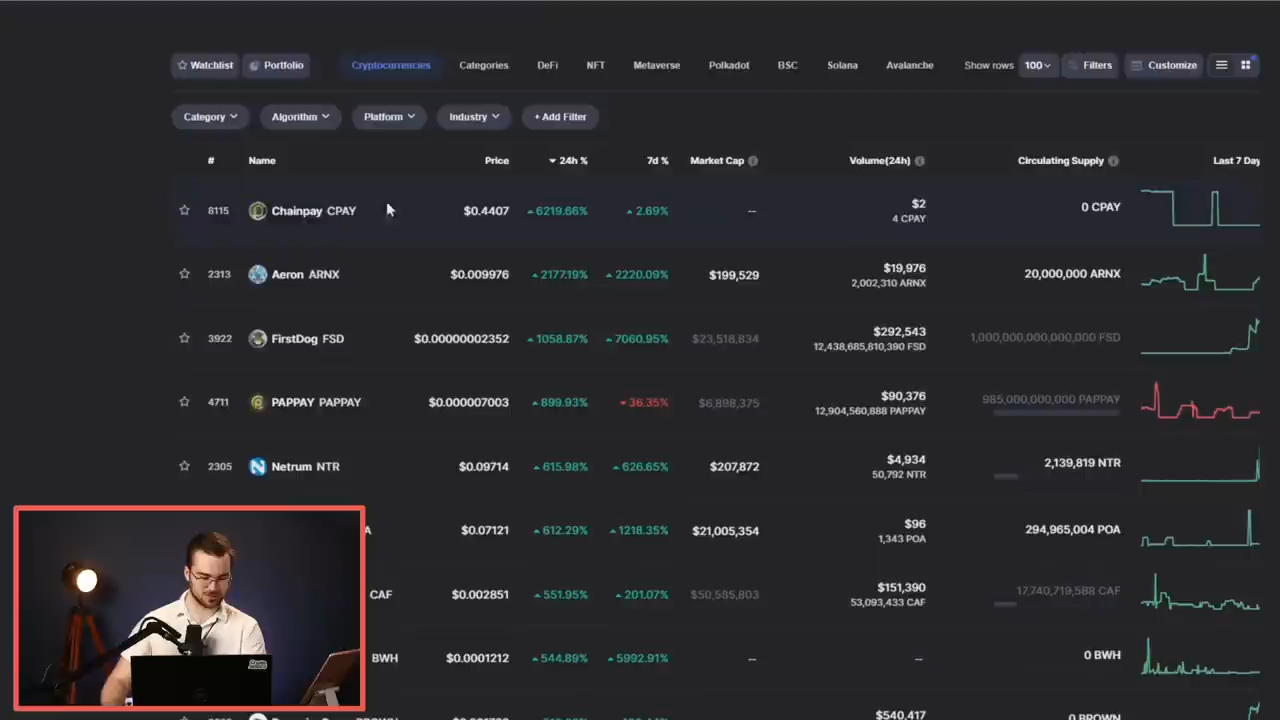 Watchlist Portfolio Cryptocurrencies Categories DeFi NFT Metaverse Polkadot BSC Solana Avalanche Show rows 100 Filters Customize
Category Algorithm Platform Industry + Add Filter
# Name Price 24h % 7d % Market Cap Volume(24h) Circulating Supply Last 7 Day
8115 Chainpay CPAY $0.4407 6219.66% 2.69% -- $2 0 CPAY
4 CPAY
2313 Aeron ARNX $0.009976 2177.19% 2220.09% $199,529 $19,976 20,000,000 ARNX
2,002,310 ARNX
3922 FirstDog FSD $0.00000002352 1058.87% 7060.95% $23,518,834 $292,543 1,000,000,000,000,000 FSD
12,438,685,810,390 FSD
4711 PAPPAY PAPPAY $0.000007003 899.93% 36.35% $6,898,375 $90,376 985,000,000,000 PAPPAY
12,904,560,888 PAPPAY
2305 Netrum NTR $0.09714 615.98% 626.65% $207,872 $4,934 2,139,819 NTR
50,792 NTR
A $0.07121 612.29% 1218.35% $21,005,354 $96 294,965,004 POA
1,343 POA
CAF $0.002851 551.95% 201.07% $50,585,803 $151,390 17,740,719,588 CAF
53,093,433 CAF
BWH $0.0001212 544.89% 5992.91% -- -- 0 BWH
$540,417